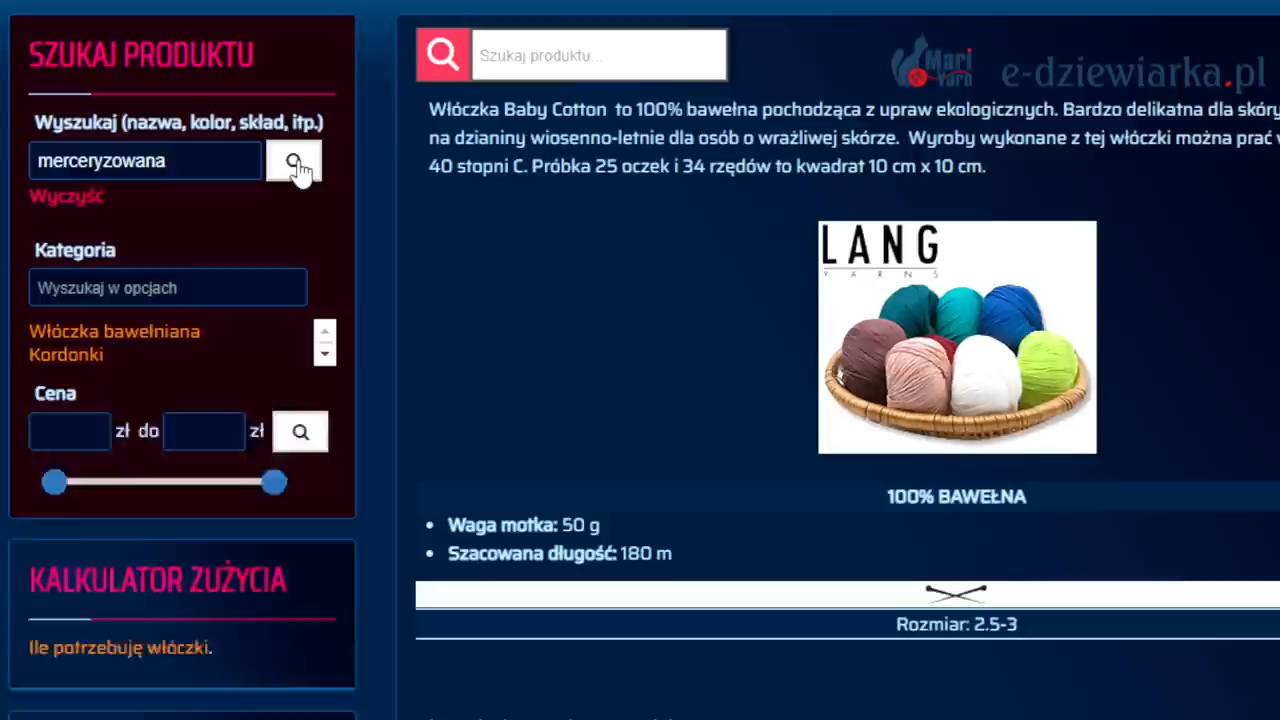 SZUKAJ PRODUKTU
Wyszukaj (nazwa, kolor, skład, itp.)
merceryzowana
Wyczyść
Kategoria
Wyszukaj w opcjach
Włóczka bawełniana
Kordonki
Cena
zł do zł
KALKULATOR ZUŻYCIA
Ile potrzebuję włóczki.
Szukaj produktu...
Mari Yarn
e-dziewiarka.pl
Włóczka Baby Cotton to 100% bawełna pochodząca z upraw ekologicznych. Bardzo delikatna dla skóry
na dzianiny wiosenno-letnie dla osób o wrażliwej skórze. Wyroby wykonane z tej włóczki można prać
40 stopni C. Próbka 25 oczek i 34 rzędów to kwadrat 10 cm x 10 cm.
LANG
YARNS
100% BAWEŁNA
• Waga motka: 50 g
• Szacowana długość: 180 m
Rozmiar: 2.5-3